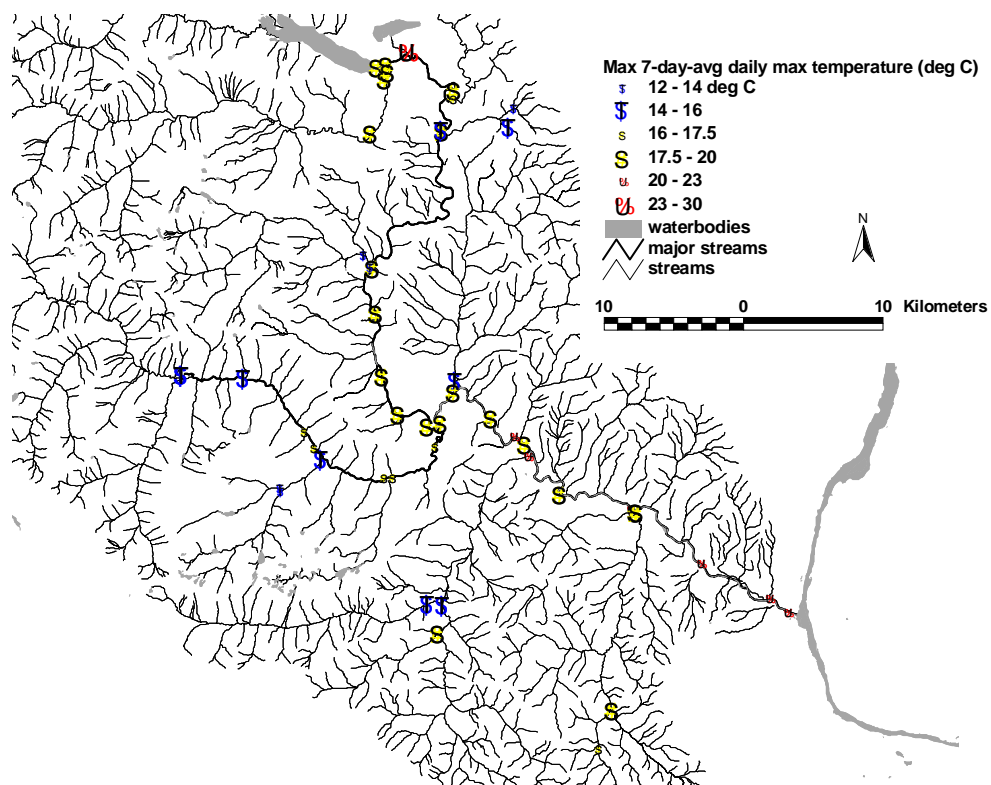 Max 7-day-avg daily max temperature (deg C)
12 - 14 deg C
14 - 16
16 - 17.5
17.5 - 20
20 - 23
23 - 30
waterbodies
major streams
streams
N
10 0 10 Kilometers